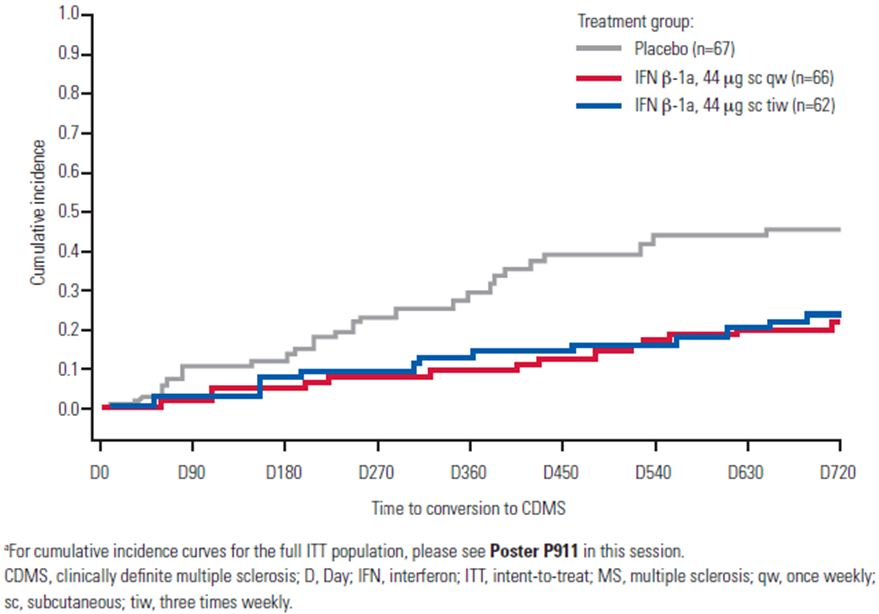 Treatment group:
Placebo (n=67)
IFN β-1a, 44 μg sc qw (n=66)
IFN β-1a, 44 μg sc tiw (n=62)
Cumulative incidence
1.0
0.9
0.8
0.7
0.6
0.5
0.4
0.3
0.2
0.1
0.0
D0 D90 D180 D270 D360 D450 D540 D630 D720
Time to conversion to CDMS
ᵃFor cumulative incidence curves for the full ITT population, please see Poster P911 in this session.
CDMS, clinically definite multiple sclerosis; D, Day; IFN, interferon; ITT, intent-to-treat; MS, multiple sclerosis; qw, once weekly;
sc, subcutaneous; tiw, three times weekly.